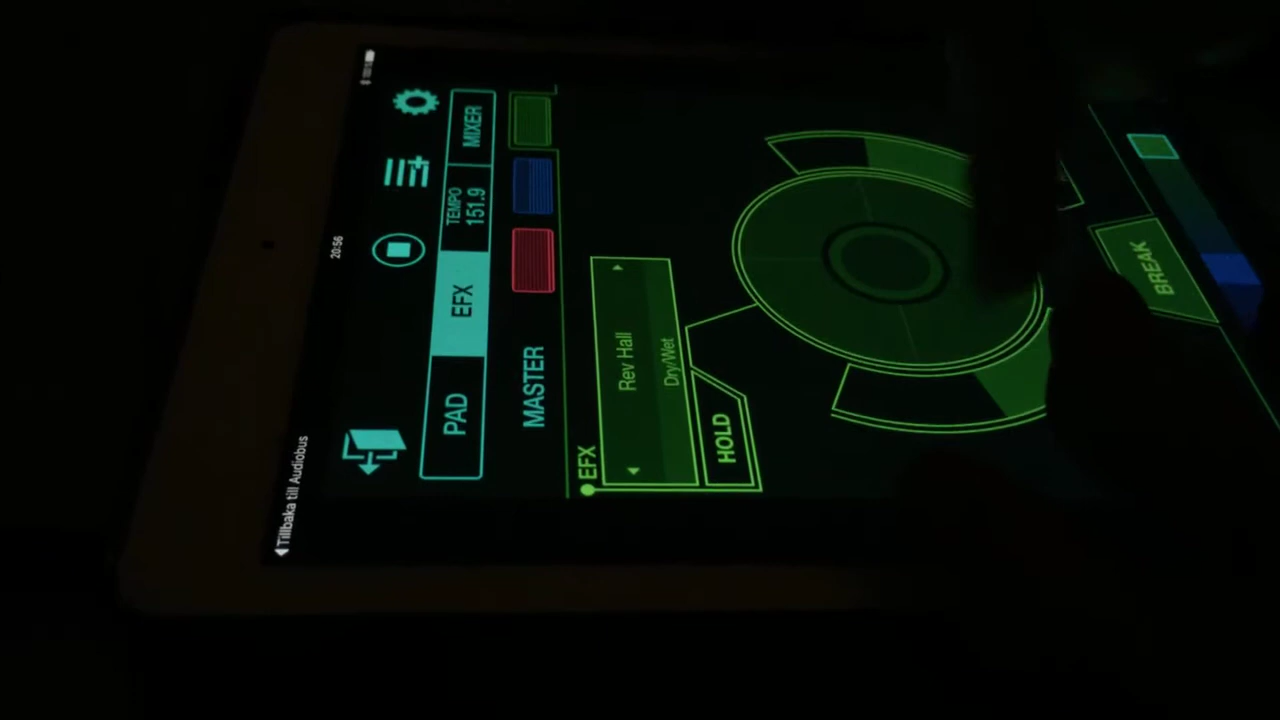 Tillbaka till Audiobus
20:56
PAD
EFX
TEMPO
151.9
MIXER
MASTER
EFX
Rev Hall
Dry/Wet
HOLD
BREAK